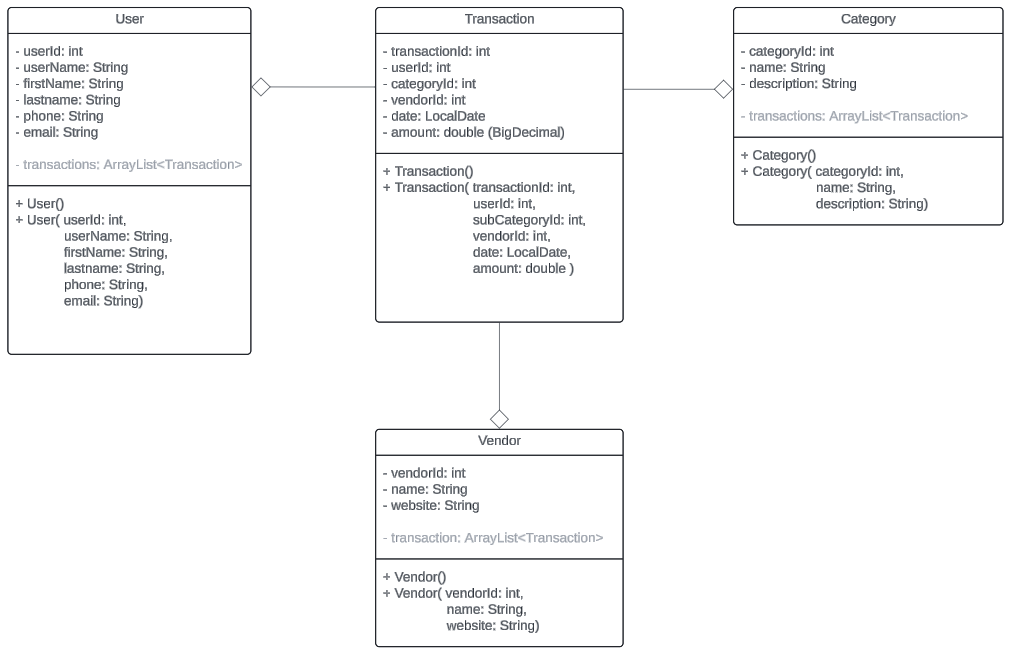 User
- userId: int
- userName: String
- firstName: String
- lastname: String
- phone: String
- email: String
- transactions: ArrayList<Transaction>
+ User()
+ User( userId: int,
userName: String,
firstName: String,
lastname: String,
phone: String,
email: String)
Transaction
- transactionId: int
- userId: int
- categoryId: int
- vendorId: int
- date: LocalDate
- amount: double (BigDecimal)
+ Transaction()
+ Transaction( transactionId: int,
userId: int,
subCategoryId: int,
vendorId: int,
date: LocalDate,
amount: double )
Category
- categoryId: int
- name: String
- description: String
- transactions: ArrayList<Transaction>
+ Category()
+ Category( categoryId: int,
name: String,
description: String)
Vendor
- vendorId: int
- name: String
- website: String
- transaction: ArrayList<Transaction>
+ Vendor()
+ Vendor( vendorId: int,
name: String,
website: String)